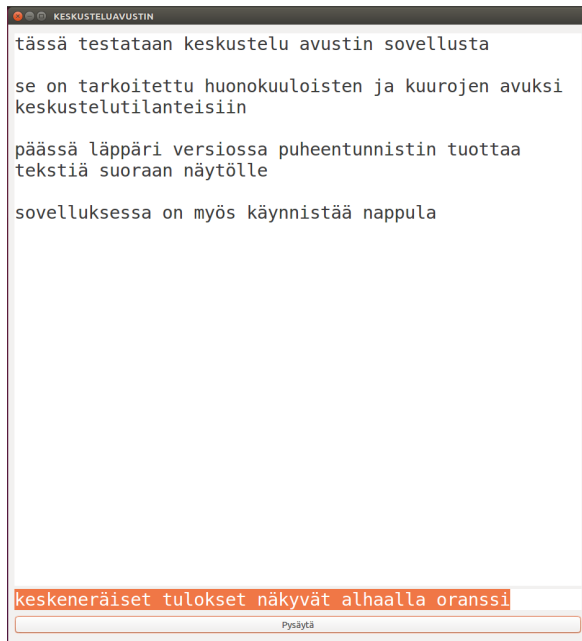 KESKUSTELUAVUSTIN
tässä testataan keskustelu avustin sovellusta
se on tarkoitettu huonokuuloisten ja kuurojen avuksi
keskustelutilanteisiin
päässä läppäri versiossa puheentunnistin tuottaa
tekstiä suoraan näytölle
sovelluksessa on myös käynnistää nappula
keskeneräiset tulokset näkyvät alhaalla oranssi
Pysäytä